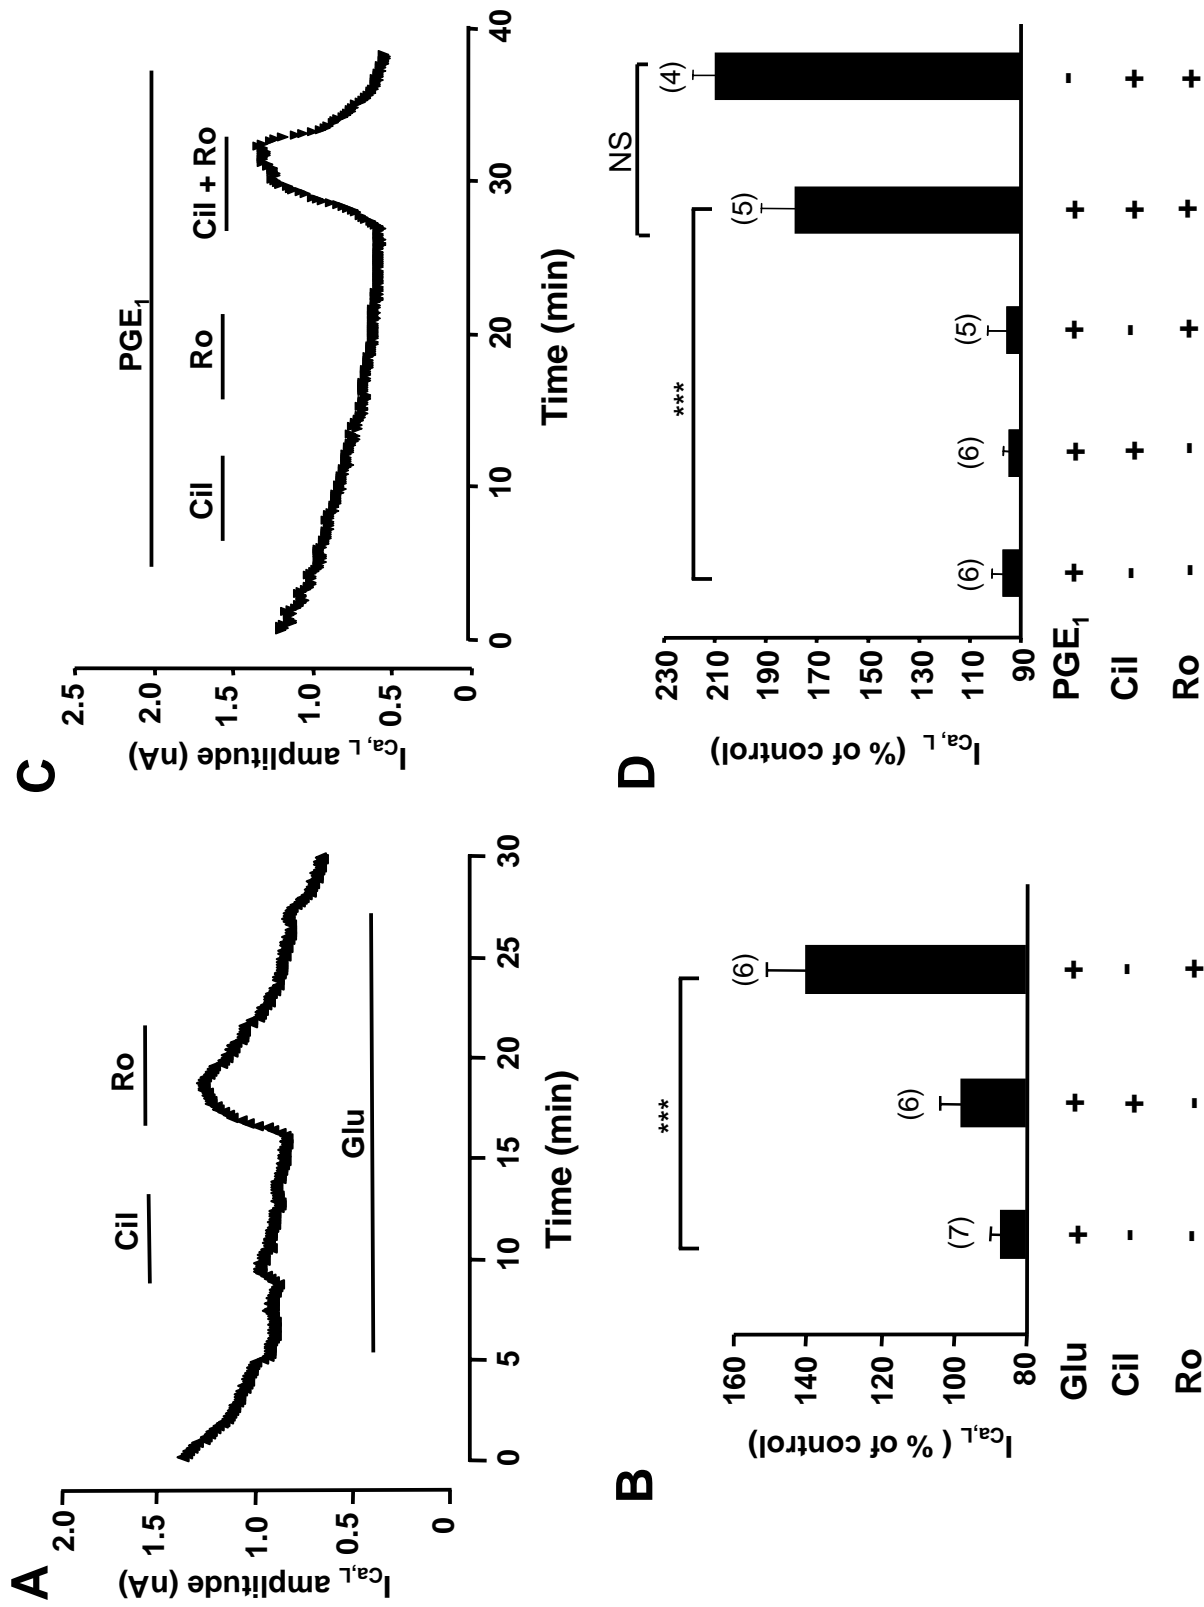 A
I Ca,L amplitude (nA)
2.0
1.5
1.0
0.5
0
Cil
Ro
Glu
0 5 10 15 20 25 30
Time (min)
C
I Ca, L amplitude (nA)
2.5
2.0
1.5
1.0
0.5
0
PGE1
Cil
Ro
Cil + Ro
0 10 20 30 40
Time (min)
B
I Ca,L ( % of control)
160
140
120
100
80
***
(7) (6) (6)
Glu + + +
Cil - + -
Ro - - +
D
I Ca, L (% of control)
230
210
190
170
150
130
110
90
***
NS
(6) (6) (5) (5) (4)
PGE1 + + + + -
Cil - + - + +
Ro - - + + +